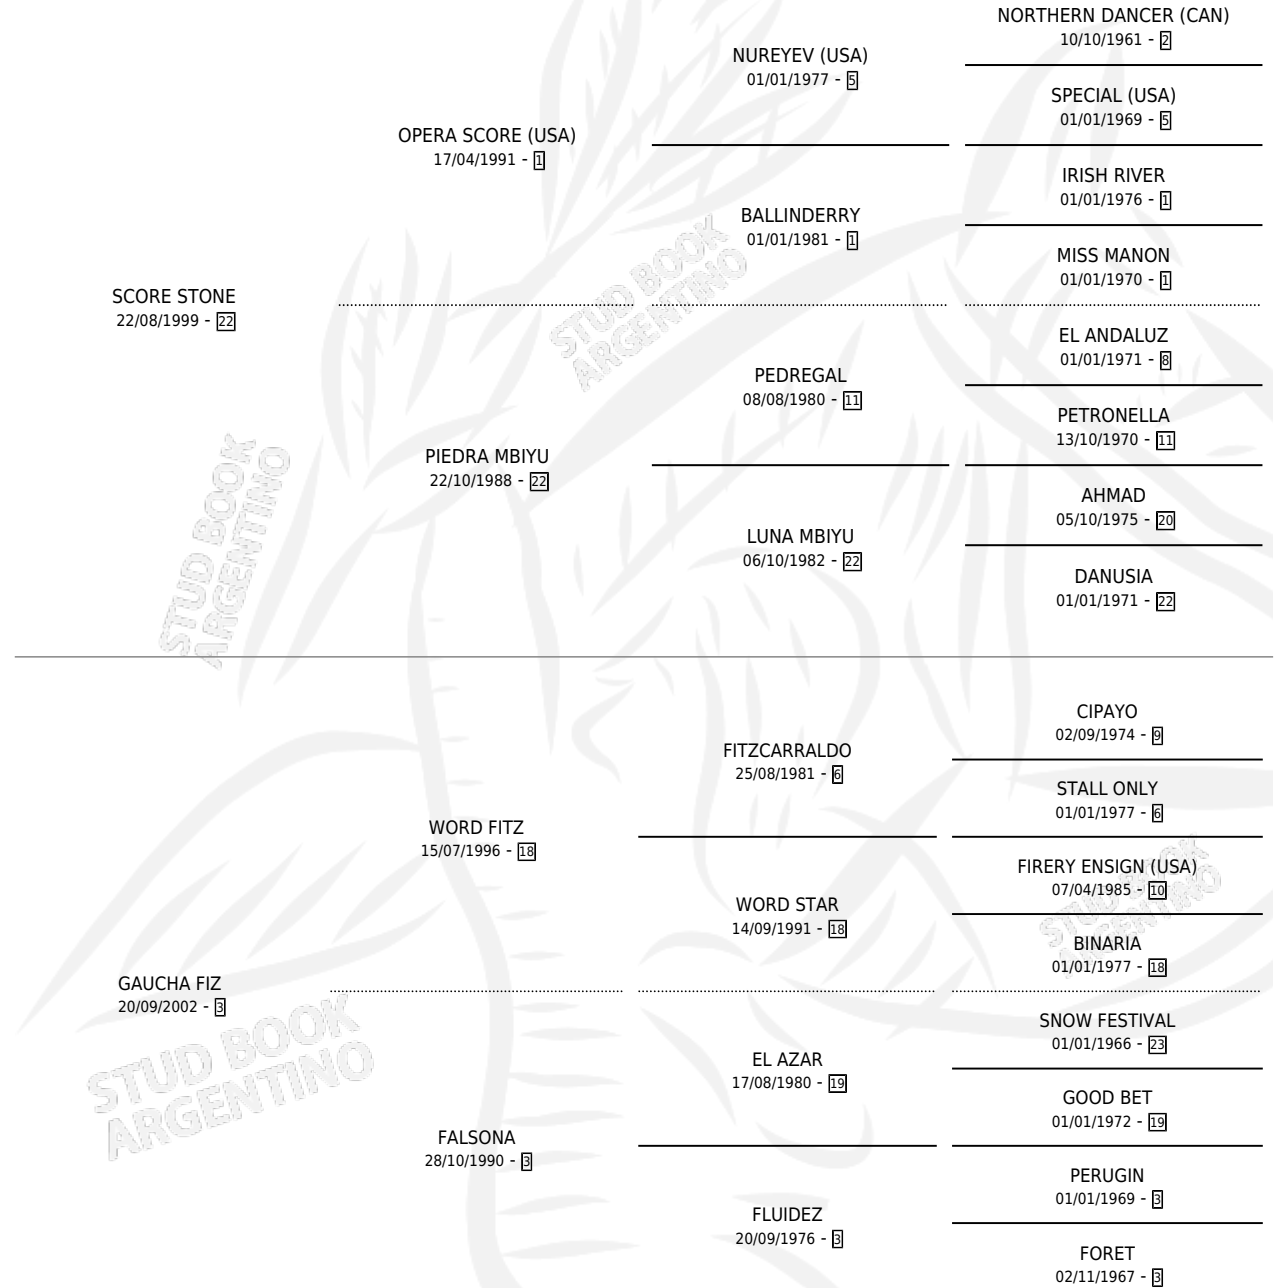 NORTHERN DANCER (CAN)
10/10/1961 - 2
NUREYEV (USA)
01/01/1977 - 5
SPECIAL (USA)
01/01/1969 - 5
OPERA SCORE (USA)
17/04/1991 - 1
IRISH RIVER
01/01/1976 - 1
BALLINDERRY
01/01/1981 - 1
MISS MANON
01/01/1970 - 1
SCORE STONE
22/08/1999 - 22
EL ANDALUZ
01/01/1971 - 8
PEDREGAL
08/08/1980 - 11
PETRONELLA
13/10/1970 - 11
PIEDRA MBIYU
22/10/1988 - 22
AHMAD
05/10/1975 - 20
LUNA MBIYU
06/10/1982 - 22
DANUSIA
01/01/1971 - 22
CIPAYO
02/09/1974 - 9
FITZCARRALDO
25/08/1981 - 6
STALL ONLY
01/01/1977 - 6
WORD FITZ
15/07/1996 - 18
FIRERY ENSIGN (USA)
07/04/1985 - 10
WORD STAR
14/09/1991 - 18
BINARIA
01/01/1977 - 18
GAUCHA FIZ
20/09/2002 - 3
SNOW FESTIVAL
01/01/1966 - 23
EL AZAR
17/08/1980 - 19
GOOD BET
01/01/1972 - 19
FALSONA
28/10/1990 - 3
PERUGIN
01/01/1969 - 3
FLUIDEZ
20/09/1976 - 3
FORET
02/11/1967 - 3
STUD BOOK
ARGENTINO
STUD BOOK
ARGENTINO
STUD BOOK
ARGENTINO
STUD BOOK
ARGENTINO